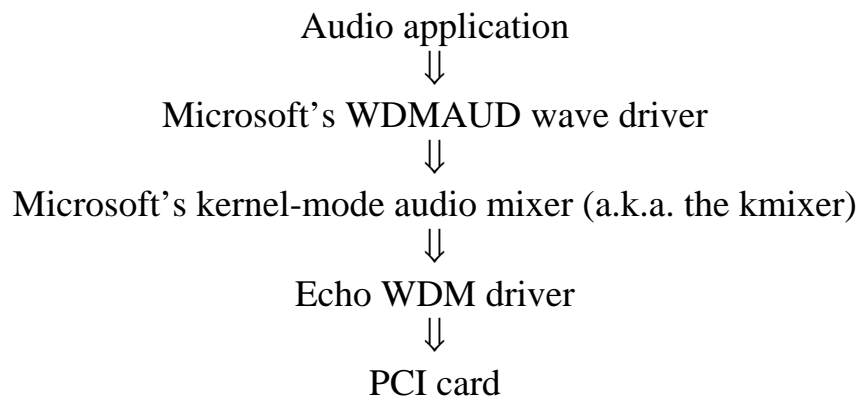 Audio application
⇓
Microsoft's WDMAUD wave driver
⇓
Microsoft's kernel-mode audio mixer (a.k.a. the kmixer)
⇓
Echo WDM driver
⇓
PCI card